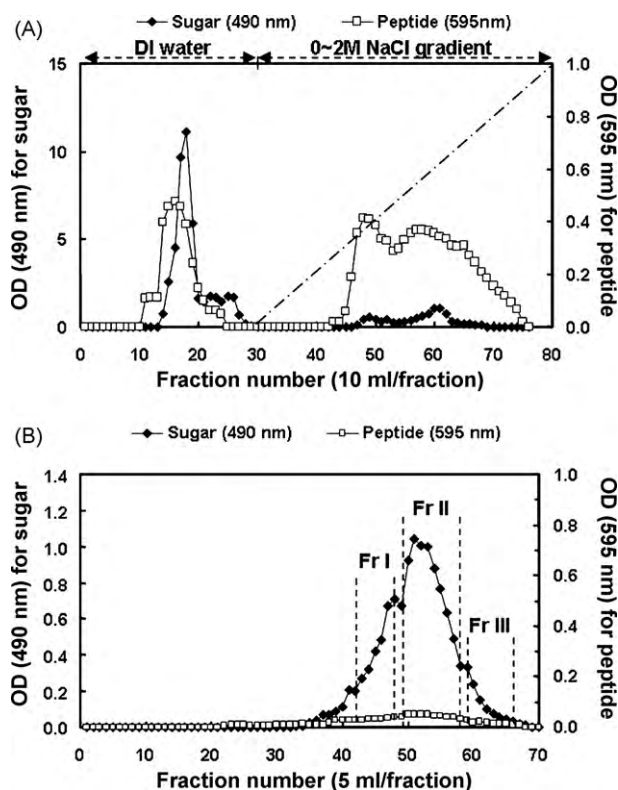 (A)
Sugar (490 nm) Peptide (595nm)
DI water 0~2M NaCl gradient
OD (490 nm) for sugar
15
10
5
0
1.0
0.8
0.6
0.4
0.2
0.0
OD (595 nm) for peptide
0 10 20 30 40 50 60 70 80
Fraction number (10 ml/fraction)
(B)
Sugar (490 nm) Peptide (595 nm)
OD (490 nm) for sugar
1.4
1.2
1.0
0.8
0.6
0.4
0.2
0.0
Fr I
Fr II
Fr III
1.0
0.8
0.6
0.4
0.2
0.0
OD (595 nm) for peptide
0 10 20 30 40 50 60 70
Fraction number (5 ml/fraction)